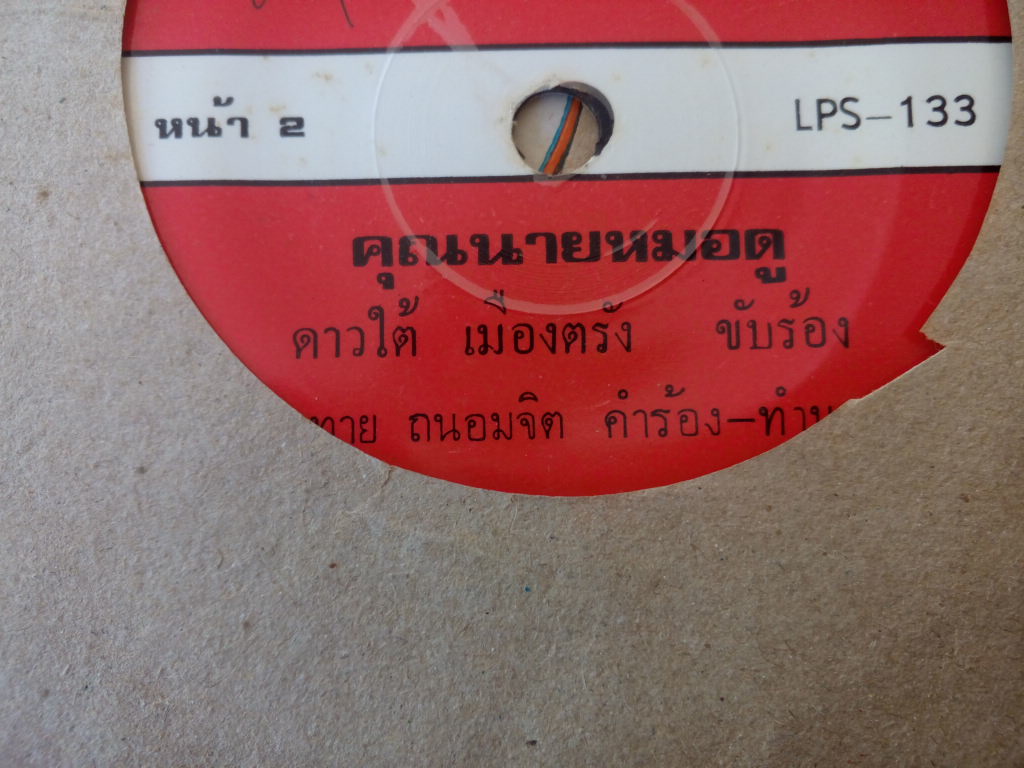 หน้า 2
LPS-133
คุณนายหมอดู
ดาวใต้ เมืองตรัง ขับร้อง
ถนอมจิต คำร้อง-